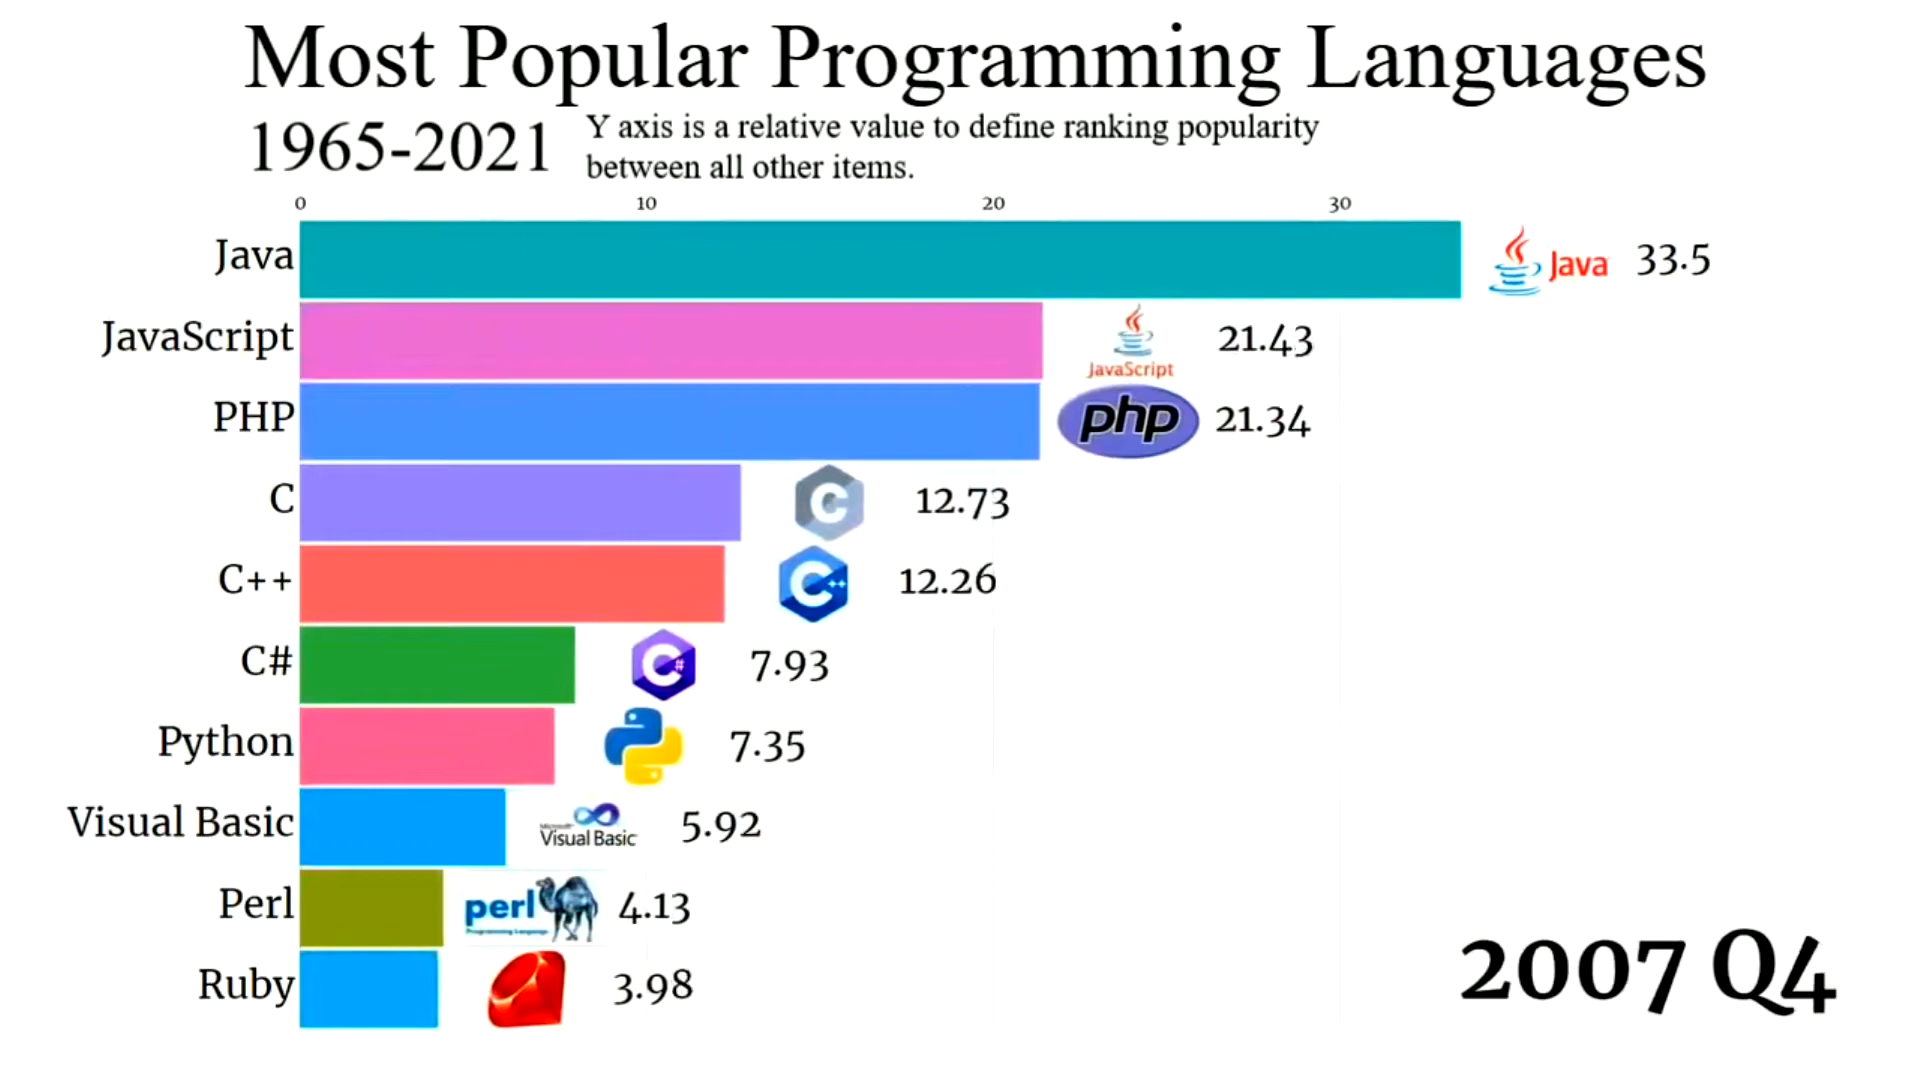 Most Popular Programming Languages
1965-2021
Y axis is a relative value to define ranking popularity
between all other items.
0 10 20 30
Java Java 33.5
JavaScript JavaScript 21.43
PHP php 21.34
C C 12.73
C++ C++ 12.26
C# C# 7.93
Python 7.35
Visual Basic Microsoft Visual Basic 5.92
Perl perl Programming Language 4.13
Ruby 3.98
2007 Q4